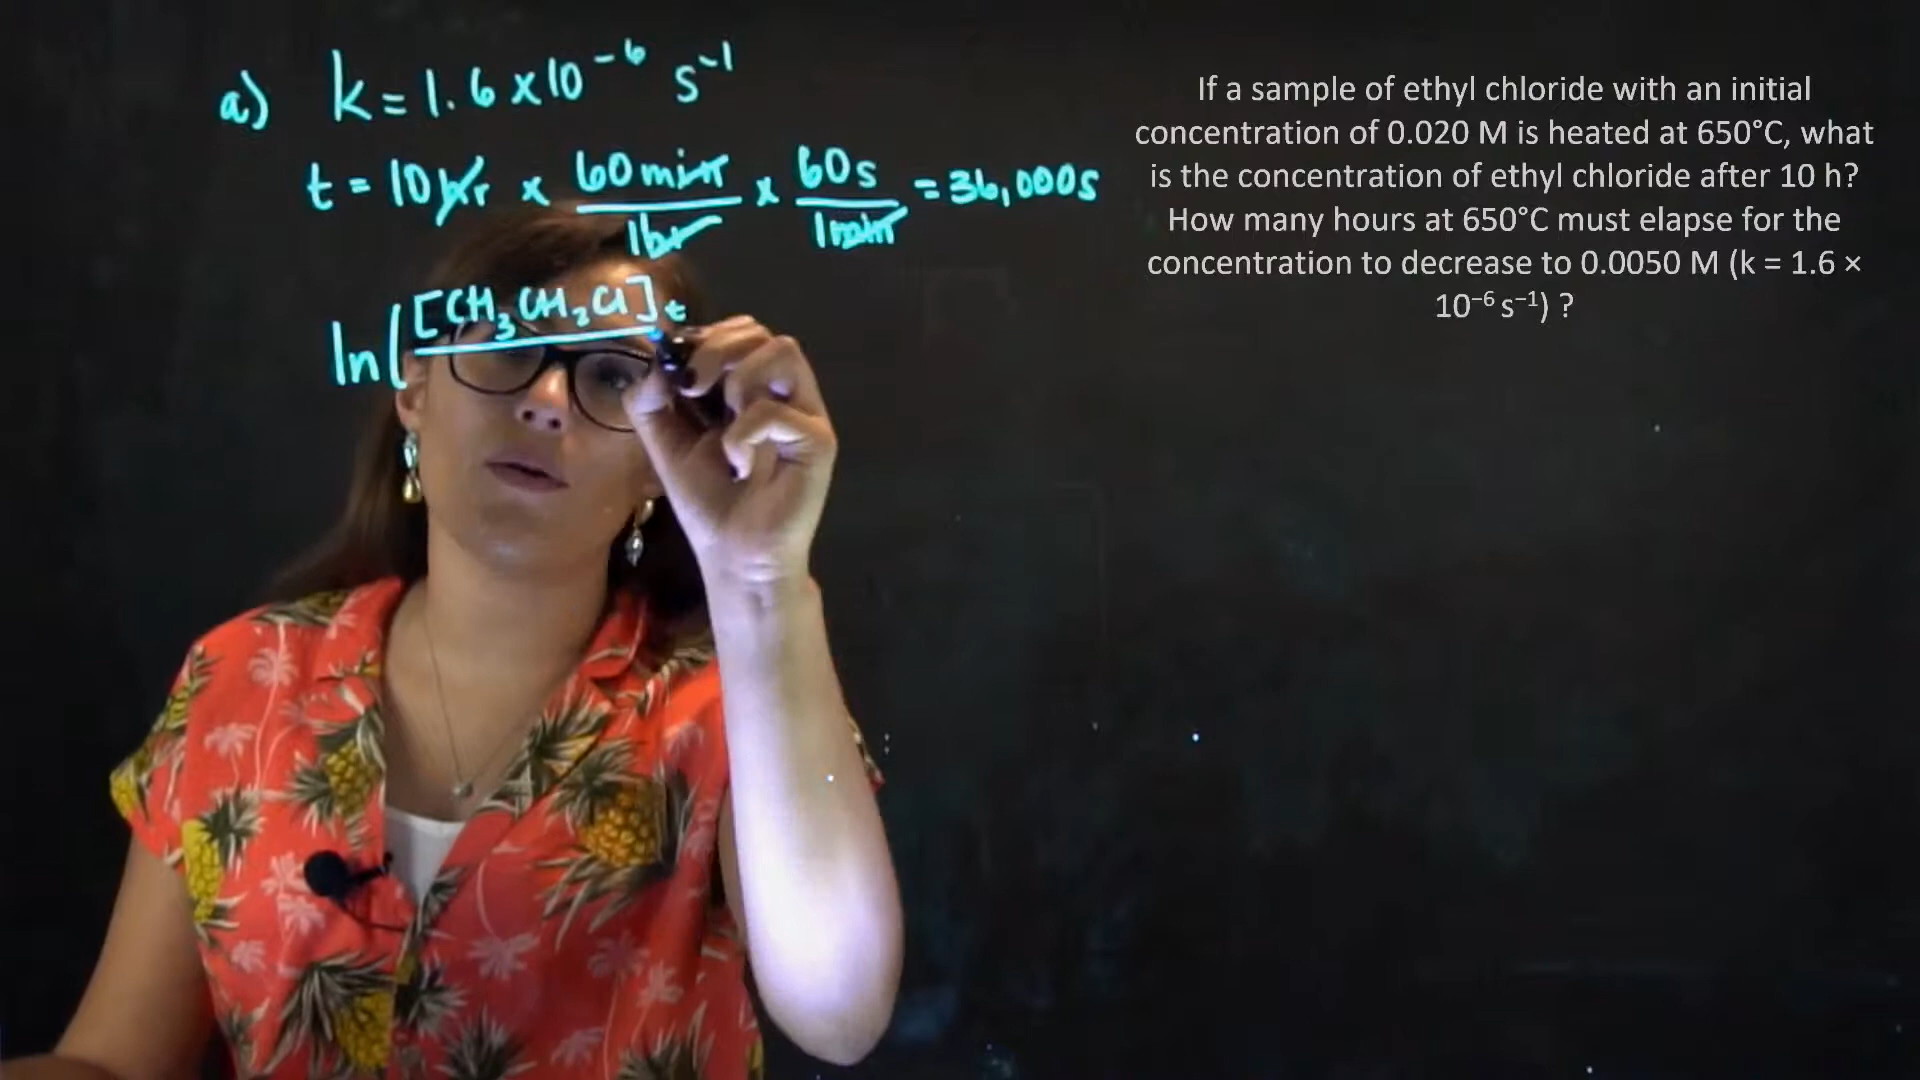 a) k = 1.6 x 10⁻⁶ s⁻¹
t = 10 hr x 60 min / 1 hr x 60 s / 1 min = 36,000s
ln( [CH₃CH₂Cl]t
If a sample of ethyl chloride with an initial
concentration of 0.020 M is heated at 650°C, what
is the concentration of ethyl chloride after 10 h?
How many hours at 650°C must elapse for the
concentration to decrease to 0.0050 M (k = 1.6 ×
10⁻⁶ s⁻¹) ?